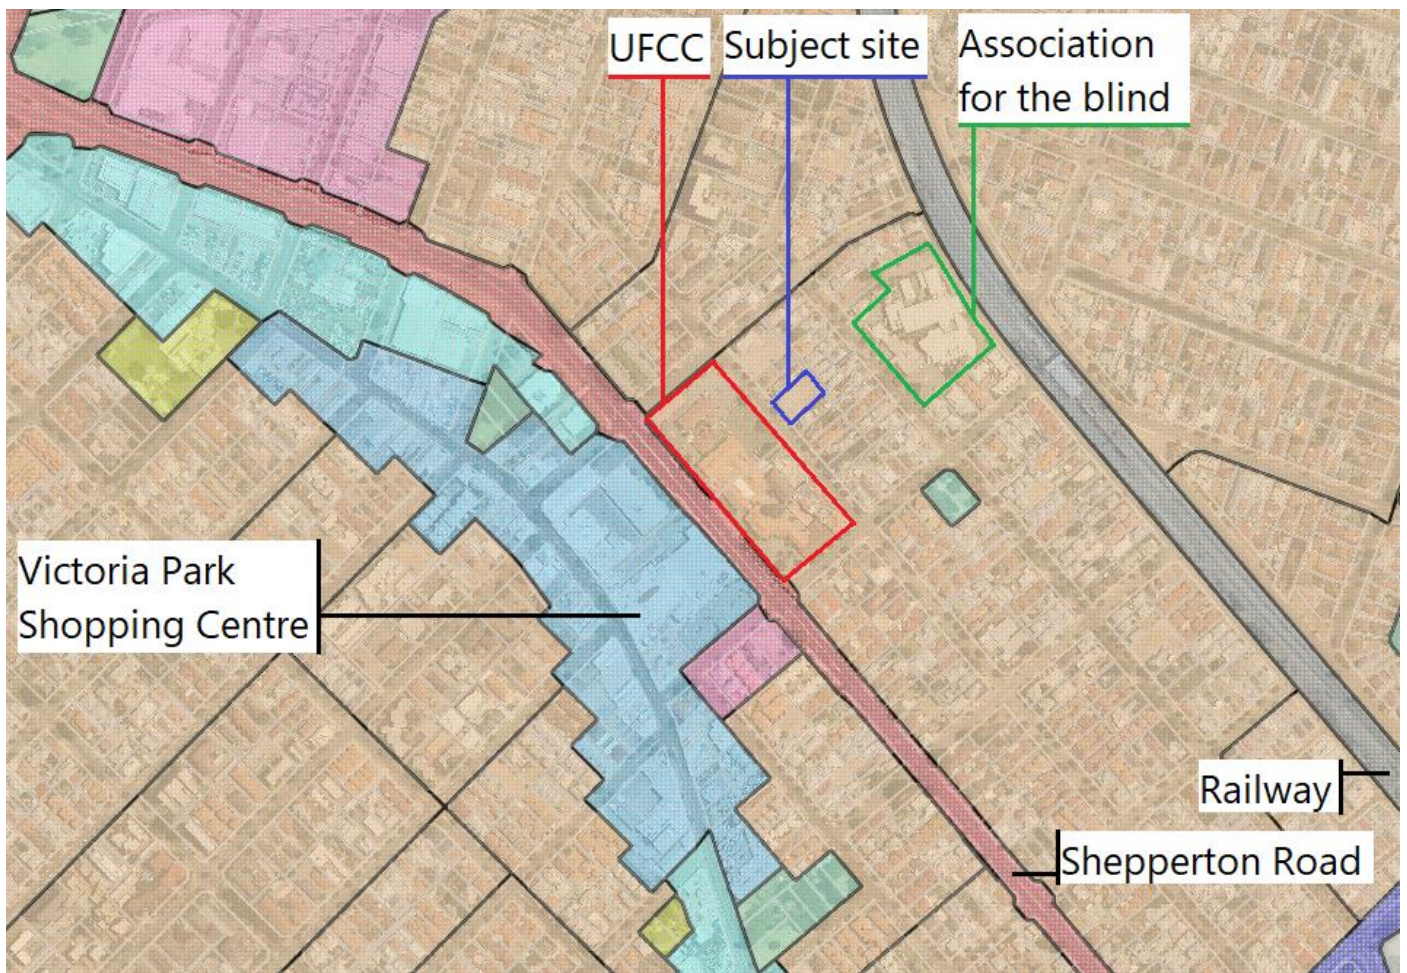 UFCC
Subject site
Association
for the blind
Victoria Park
Shopping Centre
Railway
Shepperton Road